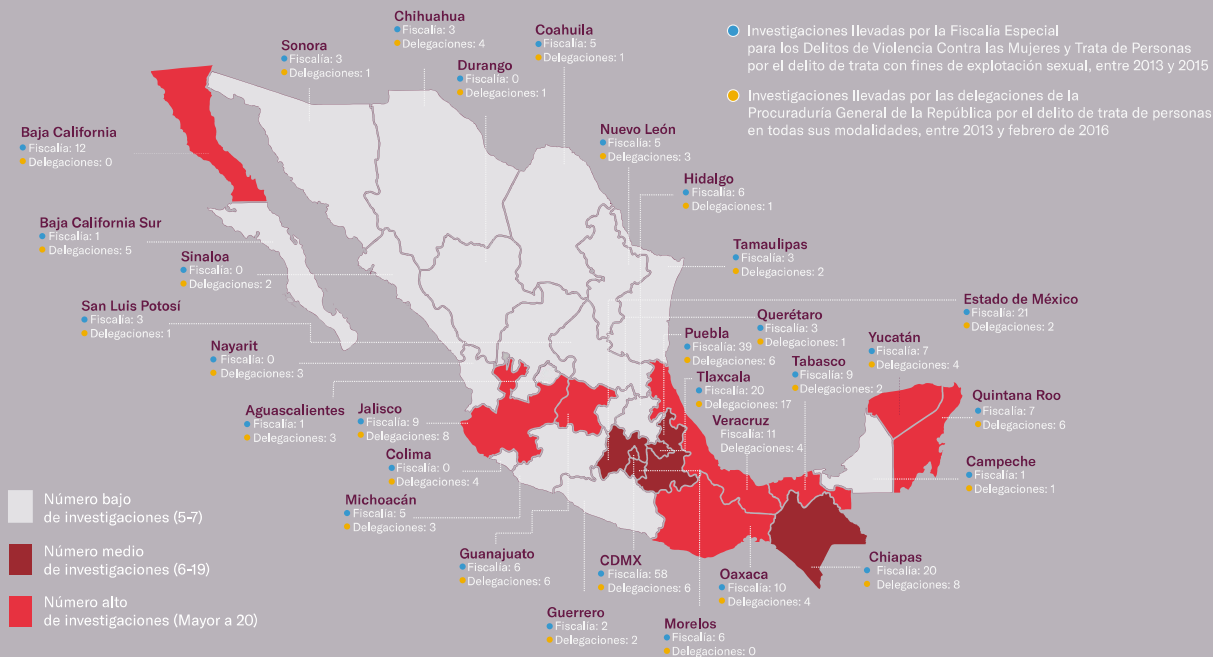 Chihuahua
Fiscalía: 3
Delegaciones: 4
Coahuila
Fiscalía: 5
Delegaciones: 1
Sonora
Fiscalía: 3
Delegaciones: 1
Durango
Fiscalía: 0
Delegaciones: 1
Investigaciones llevadas por la Fiscalía Especial
para los Delitos de Violencia Contra las Mujeres y Trata de Personas
por el delito de trata con fines de explotación sexual, entre 2013 y 2015
Investigaciones llevadas por las delegaciones de la
Procuraduría General de la República por el delito de trata de personas
en todas sus modalidades, entre 2013 y febrero de 2016
Baja California
Fiscalía: 12
Delegaciones: 0
Nuevo León
Fiscalía: 5
Delegaciones: 3
Hidalgo
Fiscalía: 6
Delegaciones: 1
Baja California Sur
Fiscalía: 1
Delegaciones: 5
Sinaloa
Fiscalía: 0
Delegaciones: 2
Tamaulipas
Fiscalía: 3
Delegaciones: 2
San Luis Potosí
Fiscalía: 3
Delegaciones: 1
Estado de México
Fiscalía: 21
Delegaciones: 2
Querétaro
Fiscalía: 3
Delegaciones: 1
Puebla
Fiscalía: 39
Delegaciones: 6
Yucatán
Fiscalía: 7
Delegaciones: 4
Nayarit
Fiscalía: 0
Delegaciones: 3
Tabasco
Fiscalía: 9
Delegaciones: 2
Tlaxcala
Fiscalía: 20
Delegaciones: 17
Quintana Roo
Fiscalía: 7
Delegaciones: 6
Aguascalientes
Fiscalía: 1
Delegaciones: 3
Jalisco
Fiscalía: 9
Delegaciones: 8
Veracruz
Fiscalía: 11
Delegaciones: 4
Colima
Fiscalía: 0
Delegaciones: 4
Campeche
Fiscalía: 1
Delegaciones: 1
Michoacán
Fiscalía: 5
Delegaciones: 3
Número bajo
de investigaciones (5-7)
Número medio
de investigaciones (6-19)
Número alto
de investigaciones (Mayor a 20)
Guanajuato
Fiscalía: 6
Delegaciones: 6
CDMX
Fiscalía: 58
Delegaciones: 6
Oaxaca
Fiscalía: 10
Delegaciones: 4
Chiapas
Fiscalía: 20
Delegaciones: 8
Guerrero
Fiscalía: 2
Delegaciones: 2
Morelos
Fiscalía: 6
Delegaciones: 0